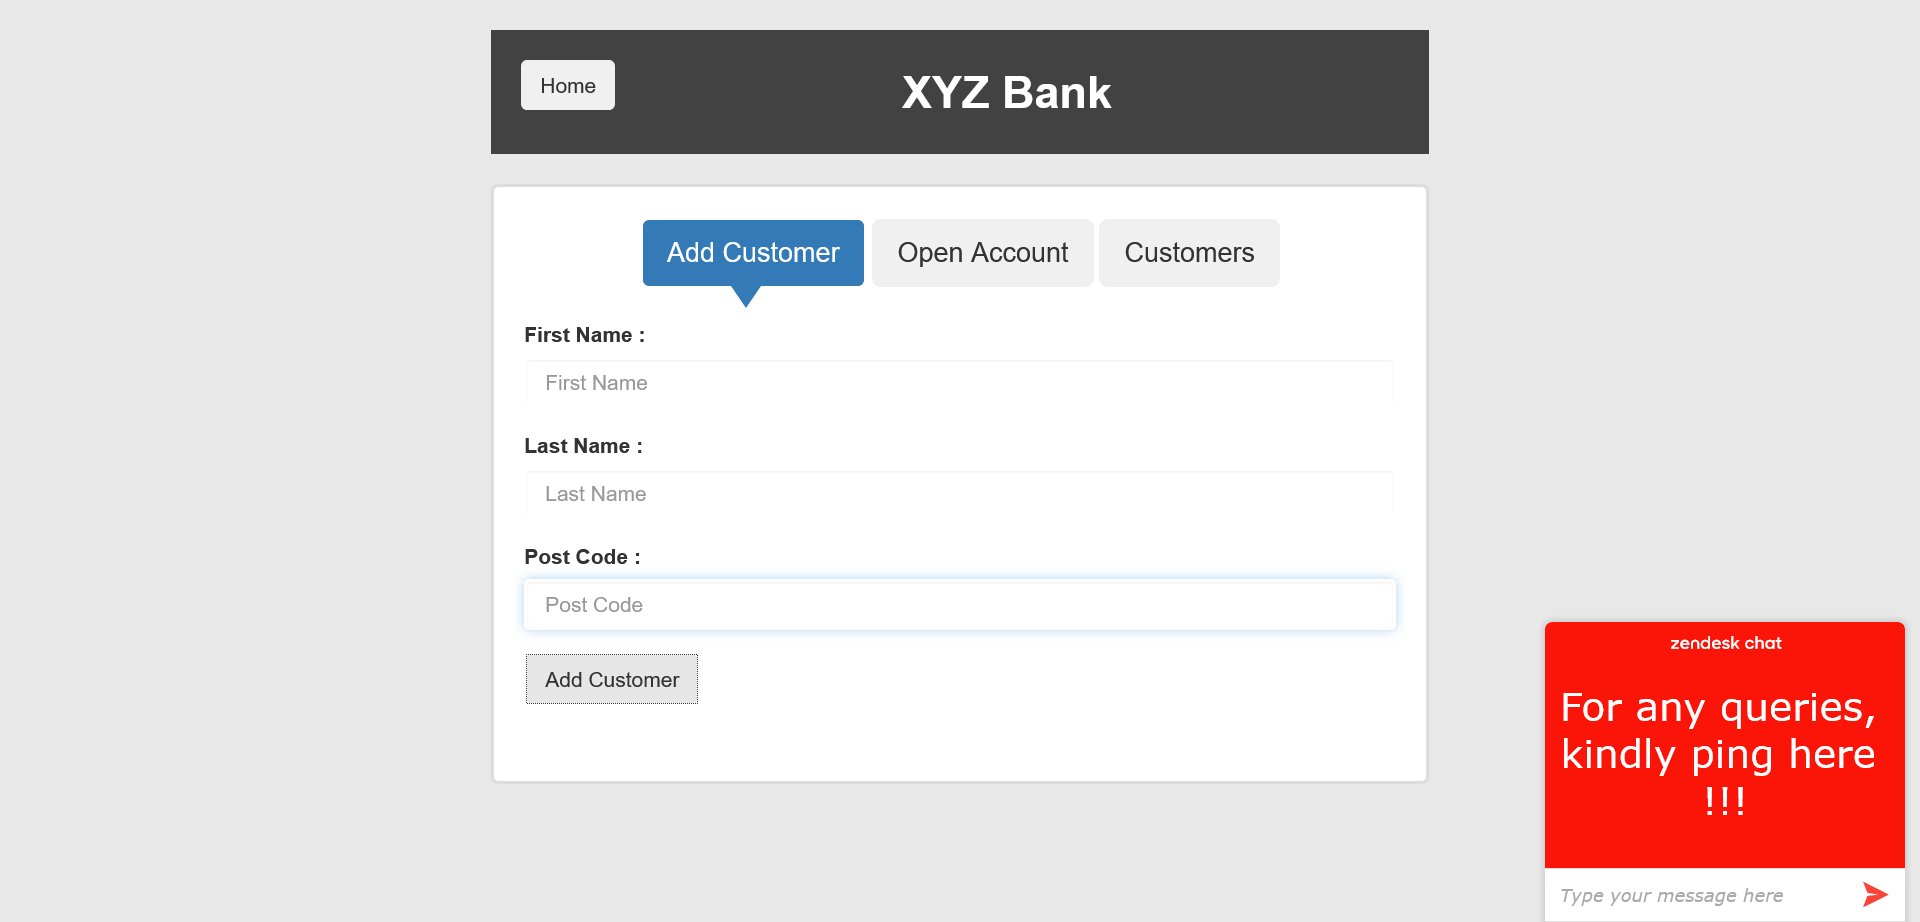 Home
XYZ Bank
Add Customer
Open Account
Customers
First Name :
First Name
Last Name :
Last Name
Post Code :
Post Code
Add Customer
zendesk chat
For any queries,
kindly ping here
!!!
Type your message here